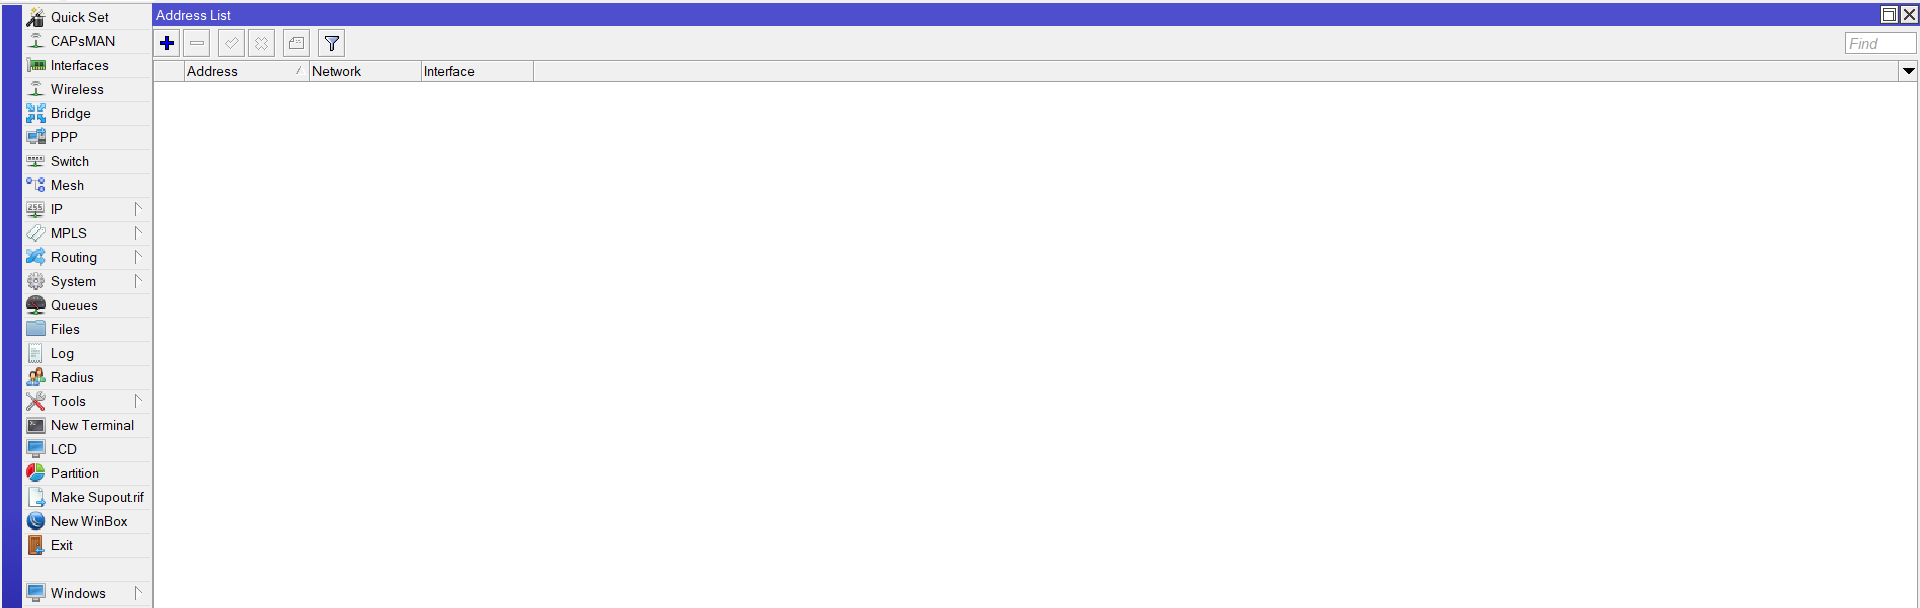 Quick Set
CAPsMAN
Interfaces
Wireless
Bridge
PPP
Switch
Mesh
255
IP
MPLS
Routing
System
Queues
Files
Log
Radius
Tools
New Terminal
LCD
Partition
Make Supout.rif
New WinBox
Exit
Windows
Address List
Find
Address Network Interface